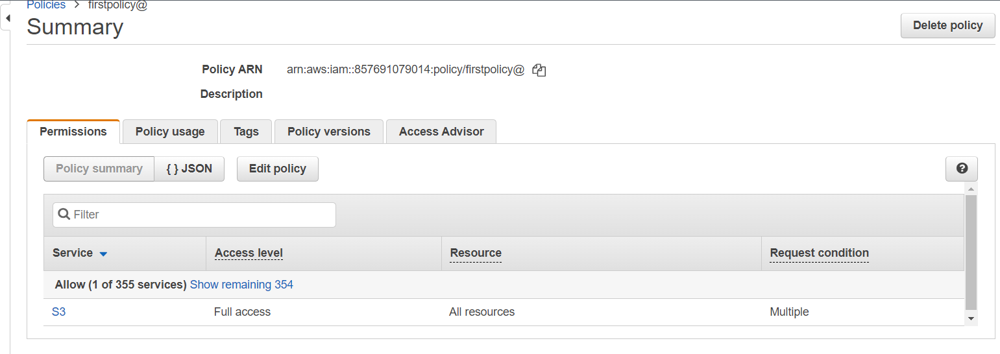 Policies > firstpolicy@
Summary
Delete policy
Policy ARN arn:aws:iam::857691079014:policy/firstpolicy@
Description
Permissions Policy usage Tags Policy versions Access Advisor
Policy summary { } JSON Edit policy ?
Filter
Service Access level Resource Request condition
Allow (1 of 355 services) Show remaining 354
S3 Full access All resources Multiple